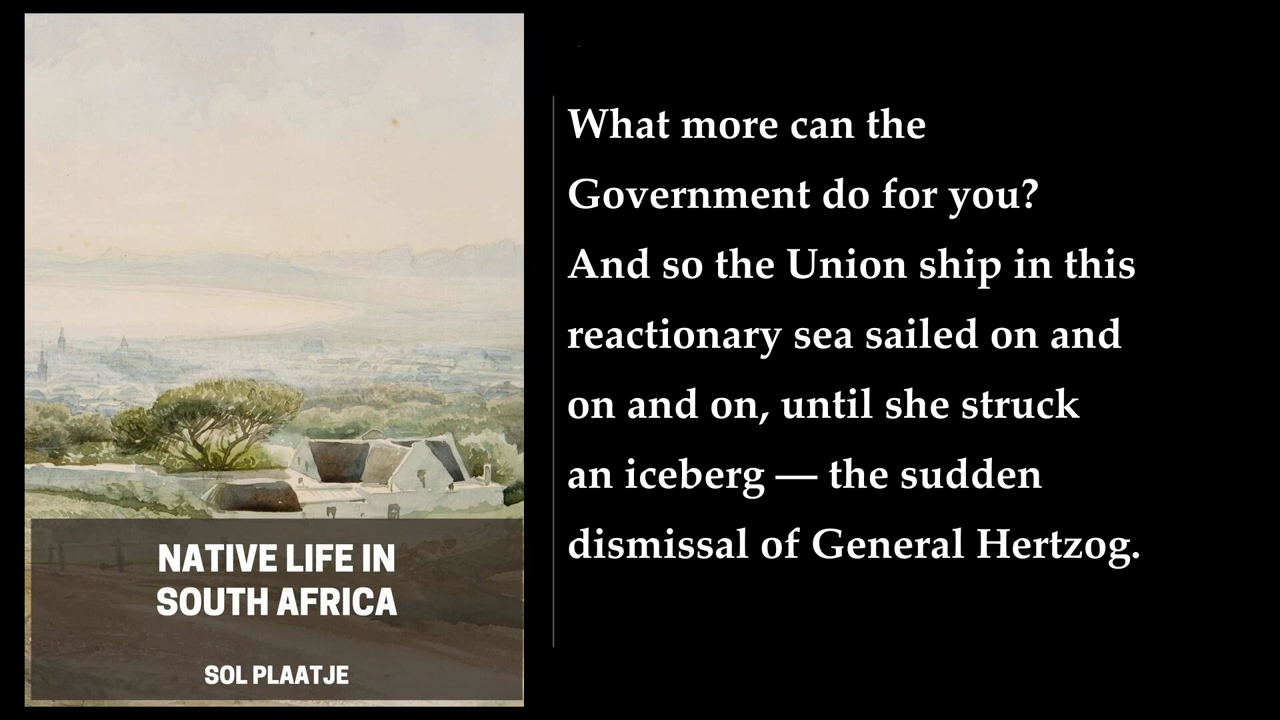 What more can the
Government do for you?
And so the Union ship in this
reactionary sea sailed on and
on and on, until she struck
an iceberg — the sudden
dismissal of General Hertzog.
NATIVE LIFE IN
SOUTH AFRICA
SOL PLAATJE